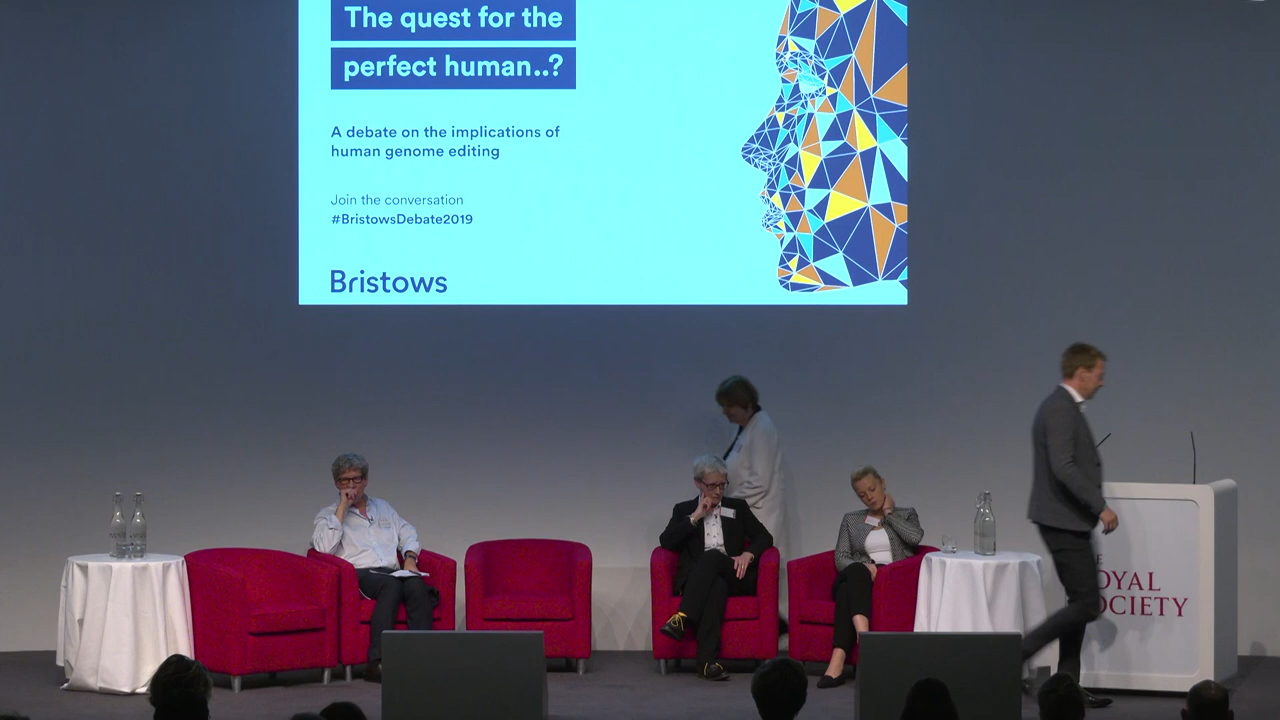 The quest for the
perfect human..?
A debate on the implications of
human genome editing
Join the conversation
#BristowsDebate2019
Bristows
OYAL
OCIETY